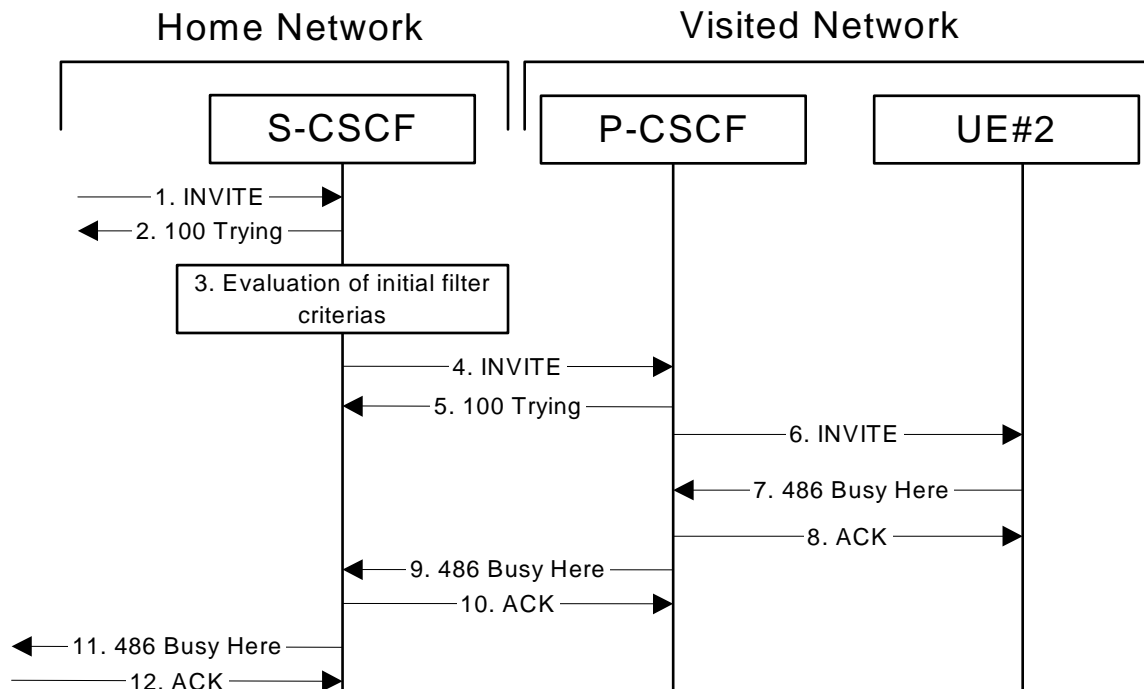 Home Network
Visited Network
S-CSCF
P-CSCF
UE#2
1. INVITE
2. 100 Trying
3. Evaluation of initial filter
criterias
4. INVITE
5. 100 Trying
6. INVITE
7. 486 Busy Here
8. ACK
9. 486 Busy Here
10. ACK
11. 486 Busy Here
12. ACK